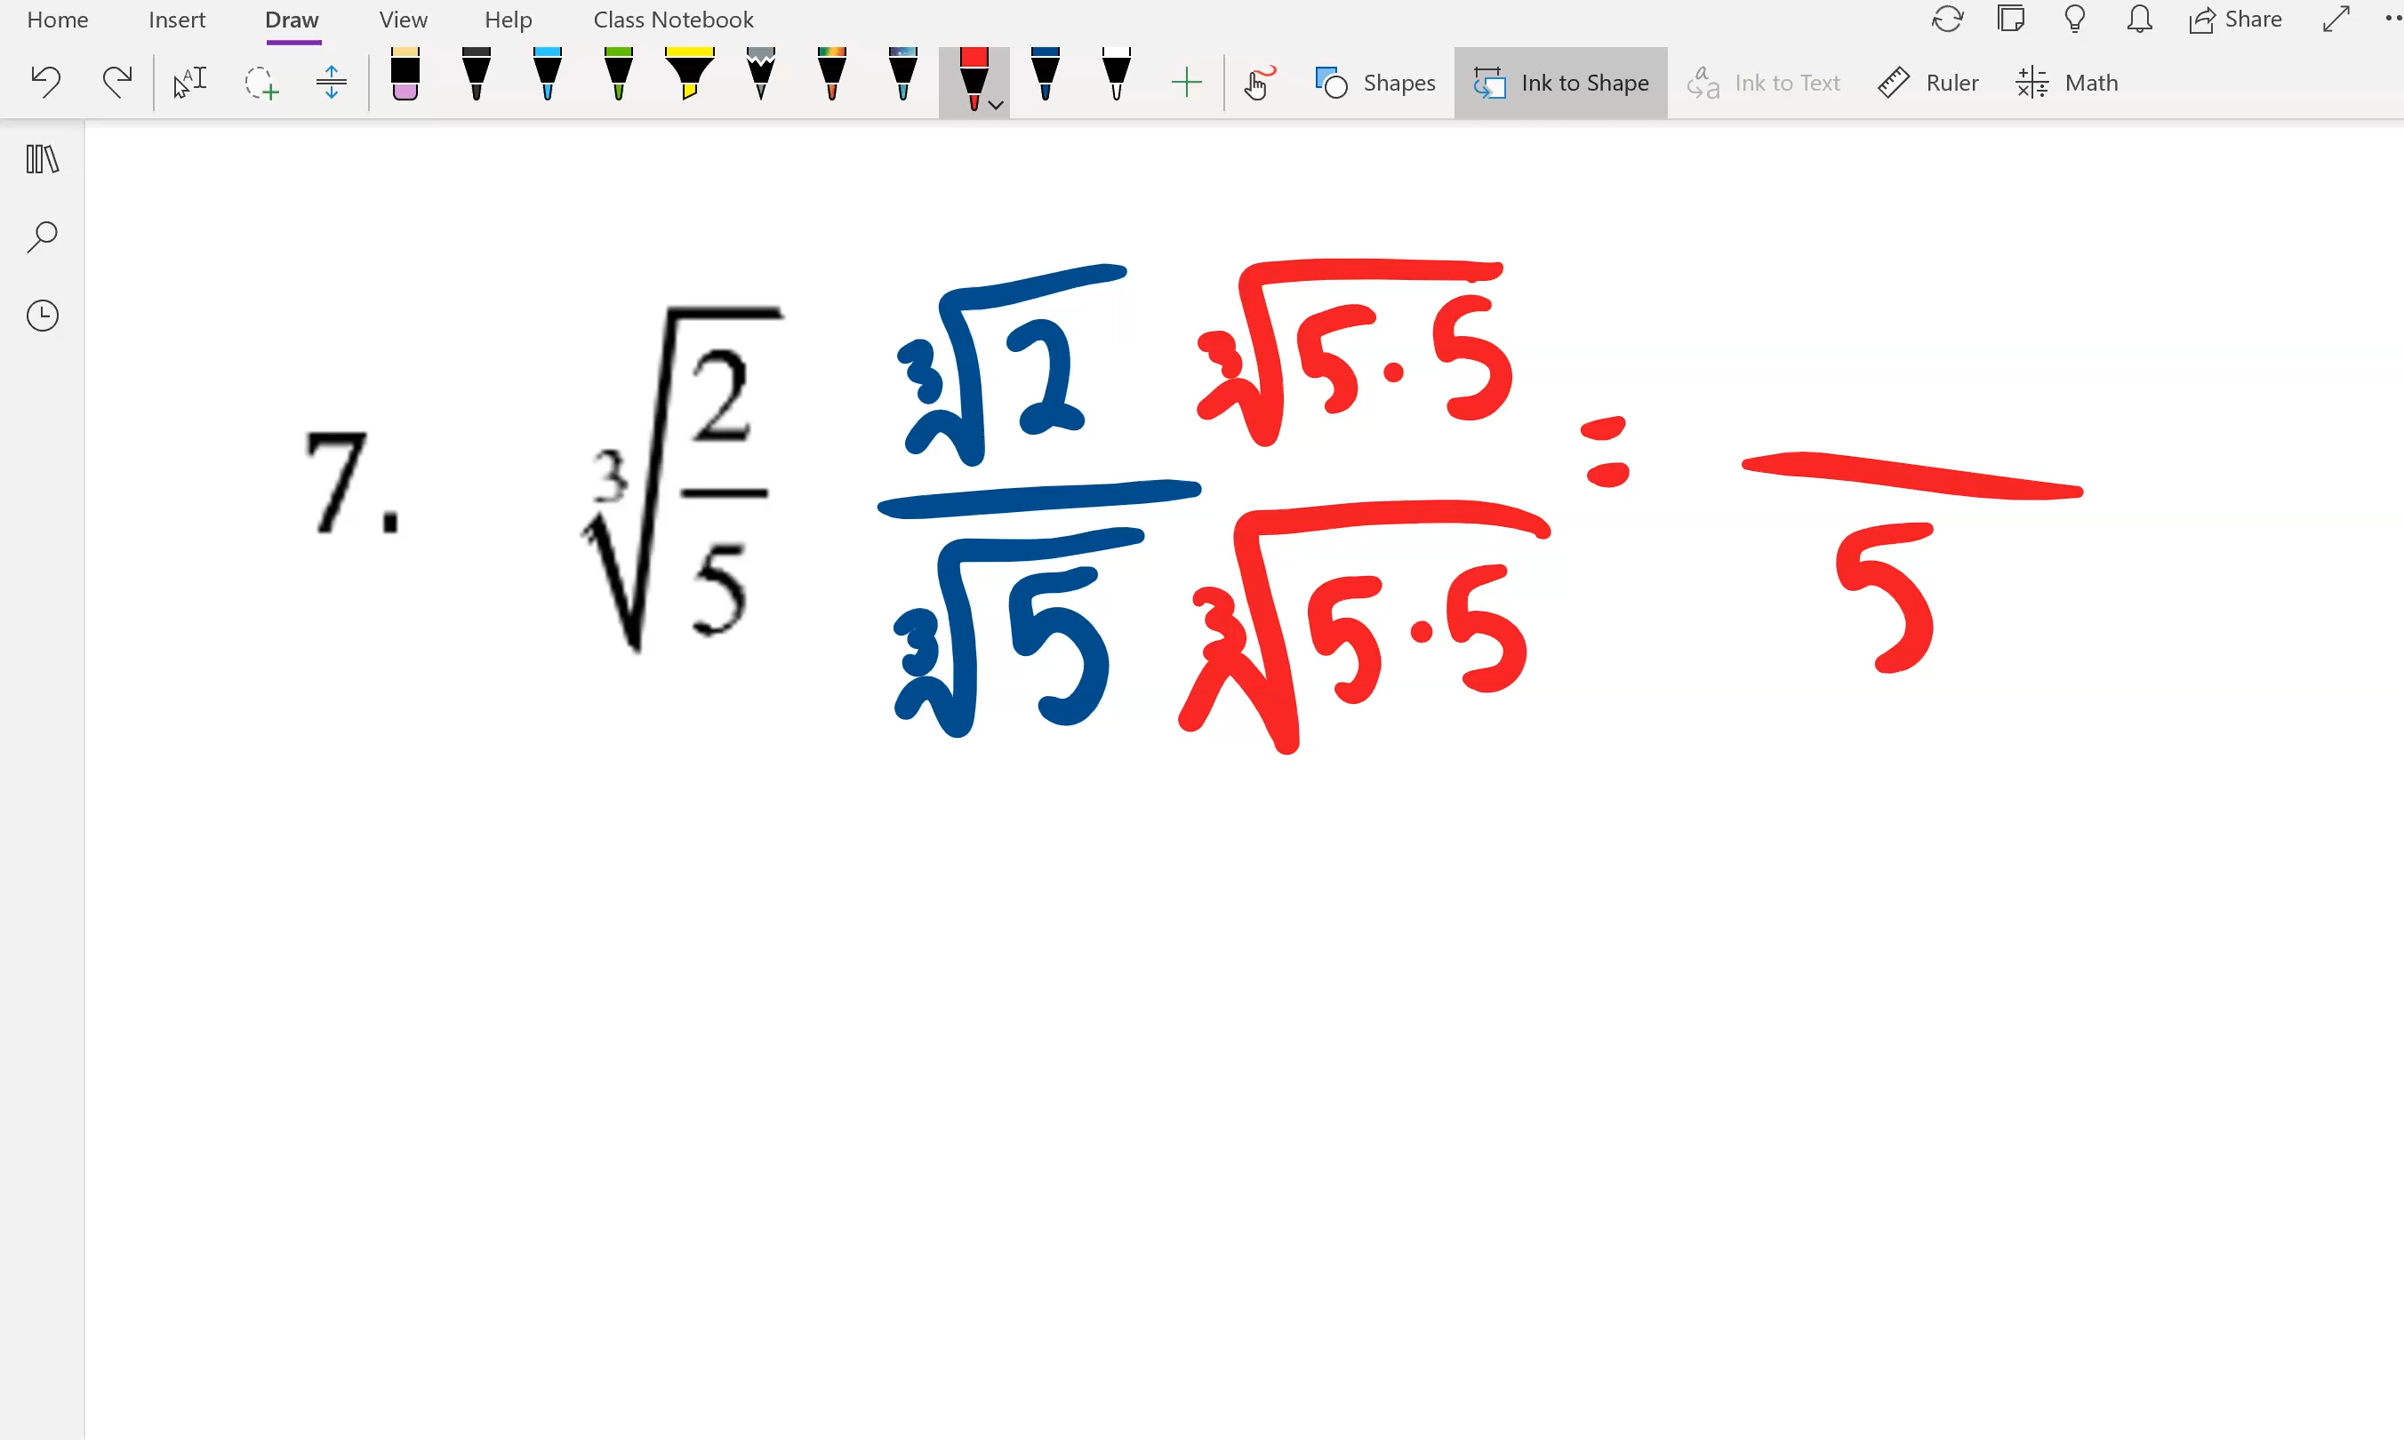 Home Insert Draw View Help Class Notebook Share
Shapes Ink to Shape Ink to Text Ruler Math
7. ∛(2/5) ∛2/∛5 ∛(5·5)/∛(5·5) = /5